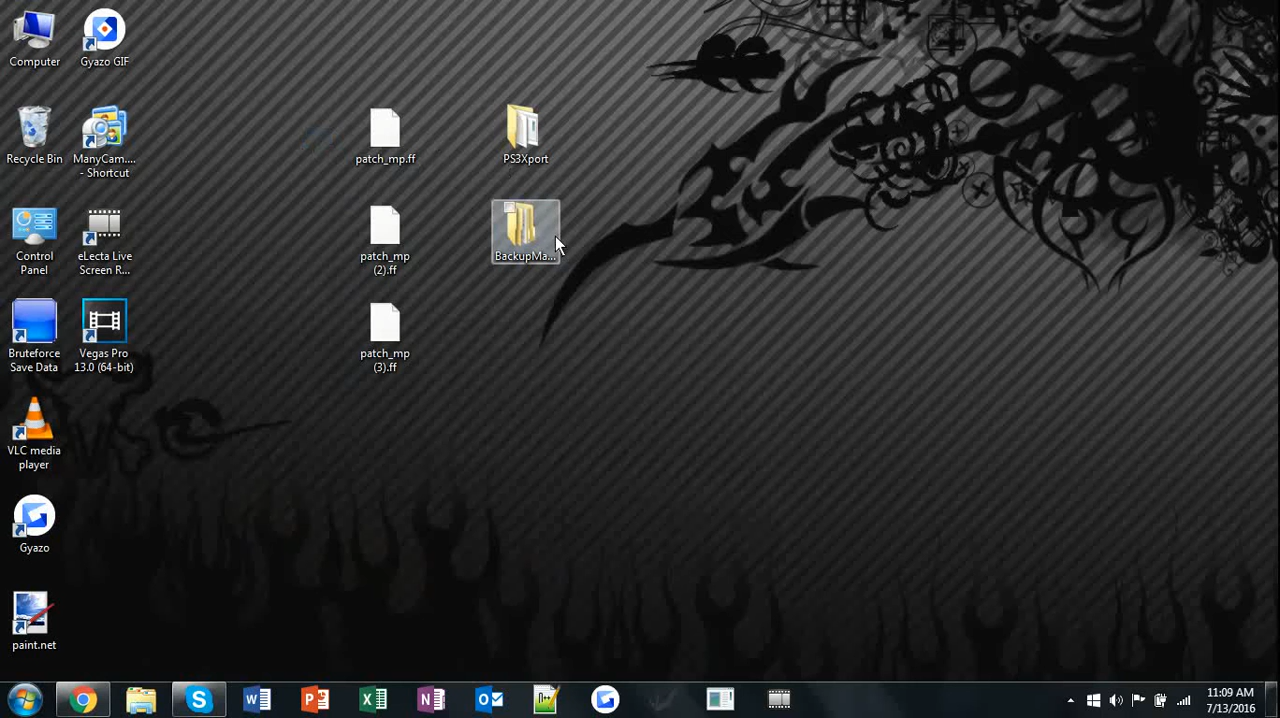 Computer
Gyazo GIF
Recycle Bin
ManyCam....
- Shortcut
patch_mp.ff
PS3Xport
Control
Panel
eLecta Live
Screen R...
patch_mp
(2).ff
BackupMa...
Bruteforce
Save Data
Vegas Pro
13.0 (64-bit)
patch_mp
(3).ff
VLC media
player
Gyazo
paint.net
11:09 AM
7/13/2016